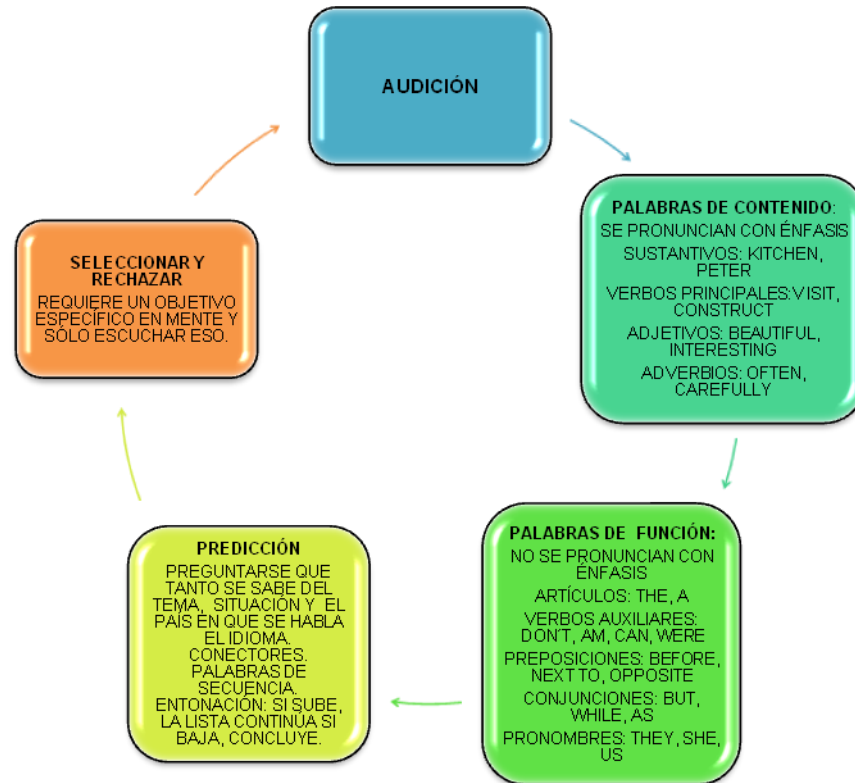 AUDICIÓN
PALABRAS DE CONTENIDO:
SE PRONUNCIAN CON ÉNFASIS
SUSTANTIVOS: KITCHEN,
PETER
VERBOS PRINCIPALES:VISIT,
CONSTRUCT
ADJETIVOS: BEAUTIFUL,
INTERESTING
ADVERBIOS: OFTEN,
CAREFULLY
PALABRAS DE FUNCIÓN:
NO SE PRONUNCIAN CON
ÉNFASIS
ARTÍCULOS: THE, A
VERBOS AUXILIARES:
DON'T, AM, CAN, WERE
PREPOSICIONES: BEFORE,
NEXT TO, OPPOSITE
CONJUNCIONES: BUT,
WHILE, AS
PRONOMBRES: THEY, SHE,
US
PREDICCIÓN
PREGUNTARSE QUE
TANTO SE SABE DEL
TEMA, SITUACIÓN Y EL
PAÍS EN QUE SE HABLA
EL IDIOMA.
CONECTORES.
PALABRAS DE
SECUENCIA.
ENTONACIÓN: SI SUBE,
LA LISTA CONTINÚA SI
BAJA, CONCLUYE.
SELECCIONAR Y
RECHAZAR
REQUIERE UN OBJETIVO
ESPECÍFICO EN MENTE Y
SÓLO ESCUCHAR ESO.